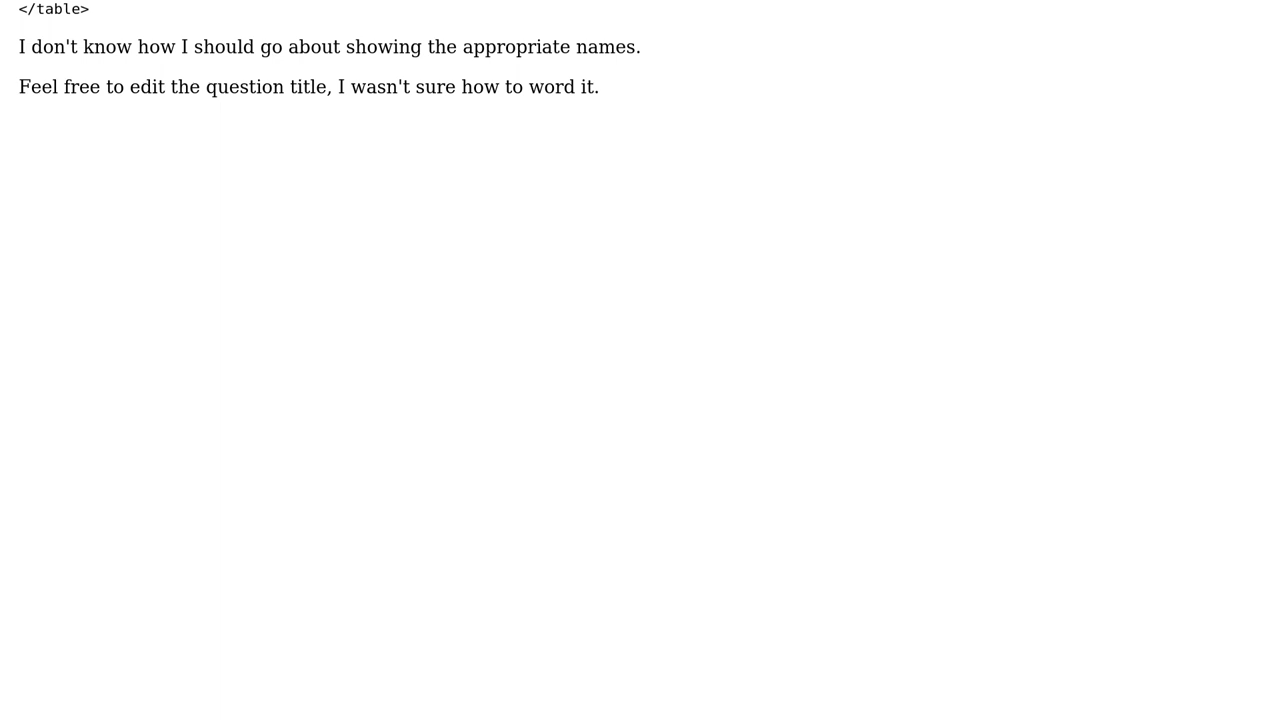 </table>
I don't know how I should go about showing the appropriate names.
Feel free to edit the question title, I wasn't sure how to word it.